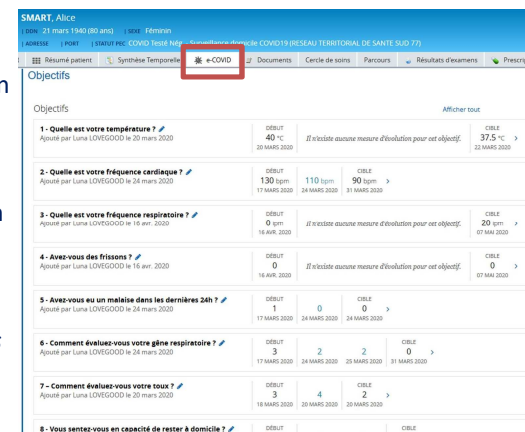 SMART, Alice
DDN 21 mars 1940 (80 ans) | SEXE Féminin
| ADRESSE | PORT | STATUT PEC COVID Testé Nég - Surveillance domicile COVID19 (RESEAU TERRITORIAL DE SANTE SUD 77)
Résumé patient Synthèse Temporelle e-COVID Documents Cercle de soins Parcours Résultats d'examens Prescrip
Objectifs
Objectifs Afficher tout
1 - Quelle est votre température ?
Ajouté par Luna LOVEGOOD le 20 mars 2020
DÉBUT CIBLE
40 °C Il n'existe aucune mesure d'évolution pour cet objectif. 37.5 °C >
20 MARS 2020 22 MARS 2020
2 - Quelle est votre fréquence cardiaque ?
Ajouté par Luna LOVEGOOD le 24 mars 2020
DÉBUT CIBLE
130 bpm 110 bpm 90 bpm >
17 MARS 2020 24 MARS 2020 31 MARS 2020
3 - Quelle est votre fréquence respiratoire ?
Ajouté par Luna LOVEGOOD le 16 avr. 2020
DÉBUT CIBLE
0 ipm Il n'existe aucune mesure d'évolution pour cet objectif. 20 ipm >
16 AVR. 2020 07 MAI 2020
4 - Avez-vous des frissons ?
Ajouté par Luna LOVEGOOD le 16 avr. 2020
DÉBUT CIBLE
0 Il n'existe aucune mesure d'évolution pour cet objectif. 0 >
16 AVR. 2020 07 MAI 2020
5 - Avez-vous eu un malaise dans les dernières 24h ?
Ajouté par Luna LOVEGOOD le 24 mars 2020
DÉBUT CIBLE
1 0 0 >
17 MARS 2020 24 MARS 2020 24 MARS 2020
6 - Comment évaluez-vous votre gêne respiratoire ?
Ajouté par Luna LOVEGOOD le 24 mars 2020
DÉBUT CIBLE
3 2 2 0 >
17 MARS 2020 24 MARS 2020 25 MARS 2020 31 MARS 2020
7 – Comment évaluez-vous votre toux ?
Ajouté par Luna LOVEGOOD le 20 mars 2020
DÉBUT CIBLE
3 4 2 >
18 MARS 2020 20 MARS 2020 20 MARS 2020
8 - Vous sentez-vous en capacité de rester à domicile ?
DÉBUT CIBLE